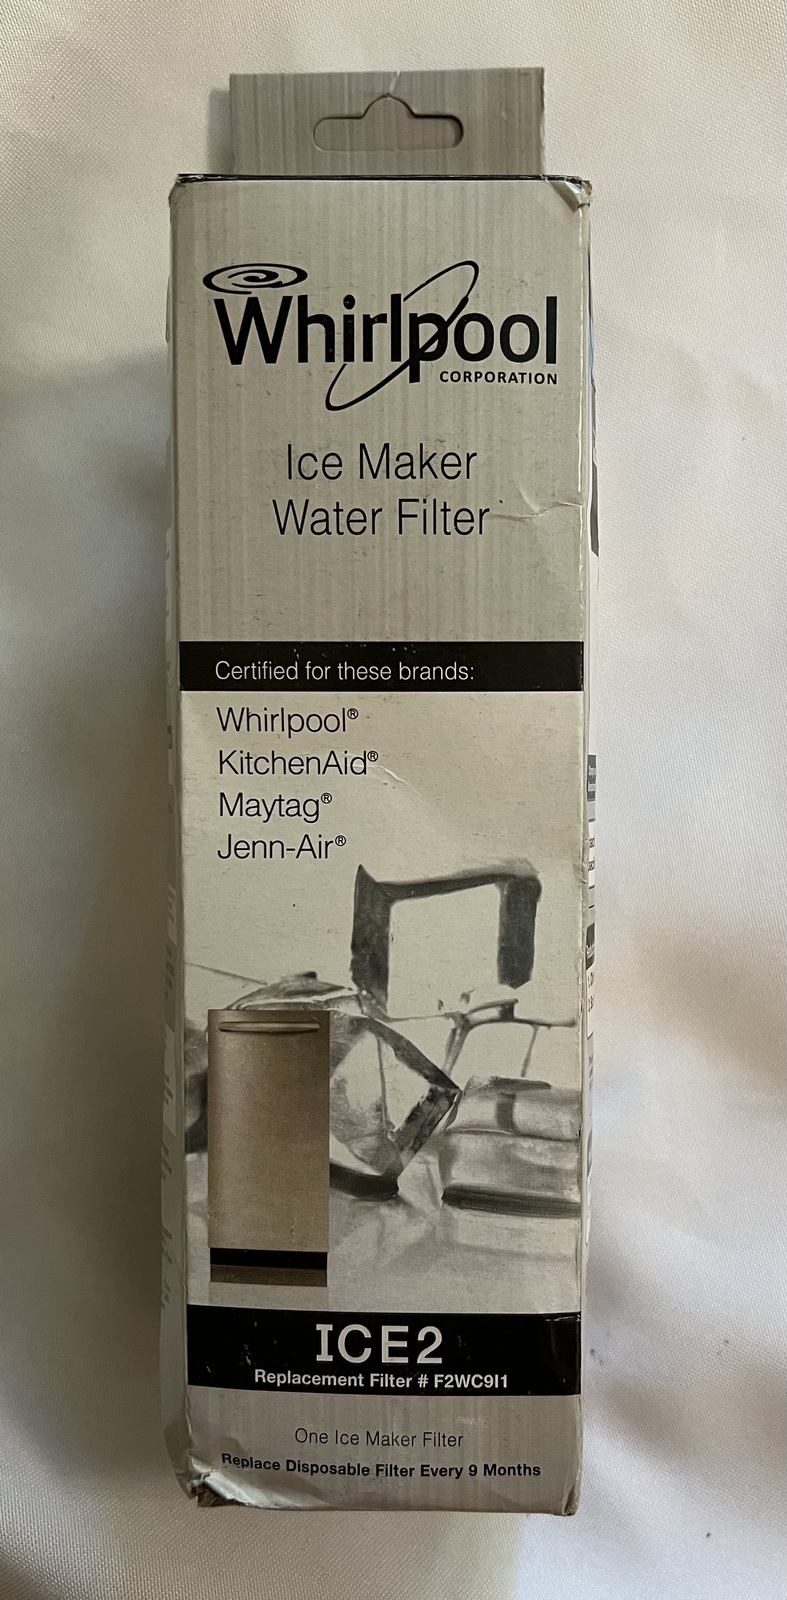 Whirlpool
CORPORATION
Ice Maker
Water Filter
Certified for these brands:
Whirlpool®
KitchenAid®
Maytag®
Jenn-Air®
ICE2
Replacement Filter # F2WC9I1
One Ice Maker Filter
Replace Disposable Filter Every 9 Months